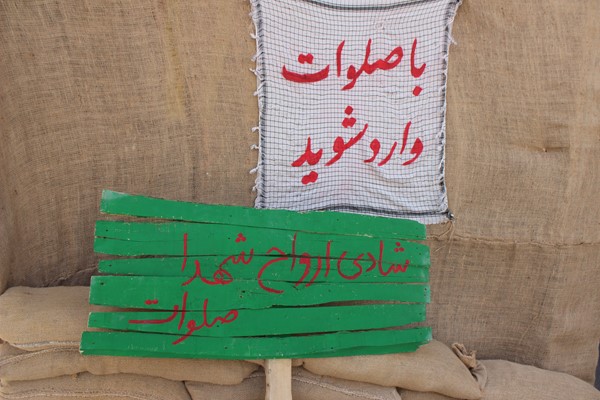 با صلوات
وارد شوید
شادی ارواح شهدا
صلوات